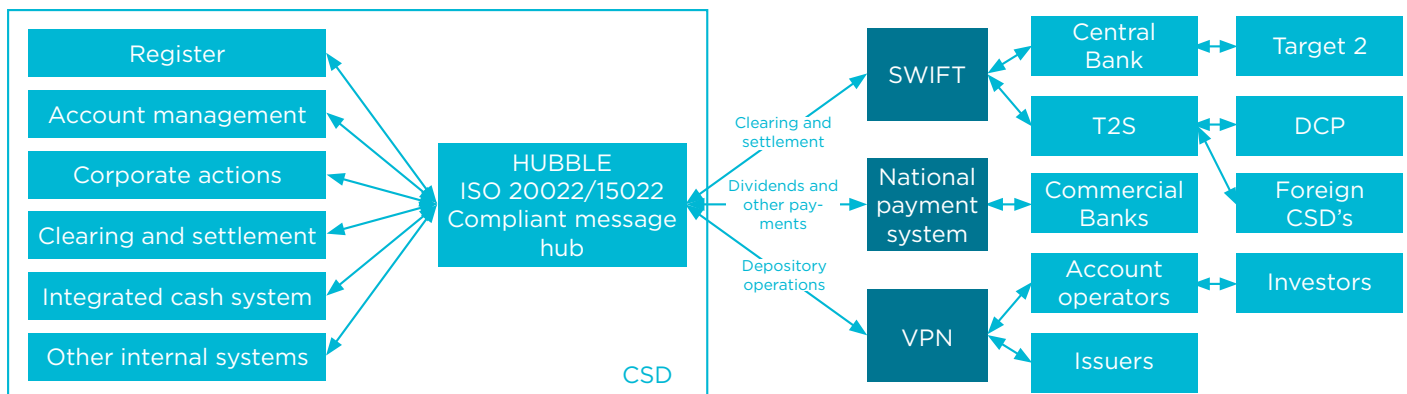 Register
Account management
Corporate actions
Clearing and settlement
Integrated cash system
Other internal systems
HUBBLE
ISO 20022/15022
Compliant message
hub
CSD
Clearing and
settlement
Dividends and
other pay-
ments
Depository
operations
SWIFT
National
payment
system
VPN
Central
Bank
T2S
Commercial
Banks
Account
operators
Issuers
Target 2
DCP
Foreign
CSD’s
Investors